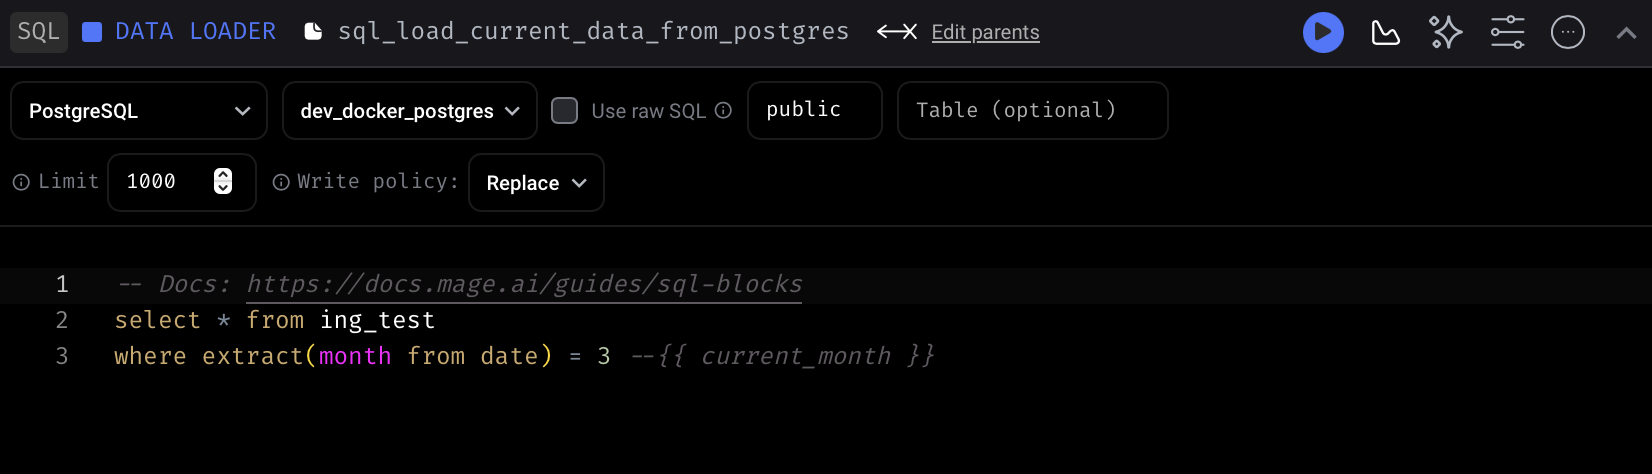 SQL DATA LOADER sql_load_current_data_from_postgres Edit parents
PostgreSQL dev_docker_postgres Use raw SQL public Table (optional)
Limit 1000 Write policy: Replace
1 -- Docs: https://docs.mage.ai/guides/sql-blocks
2 select * from ing_test
3 where extract(month from date) = 3 --{{ current_month }}